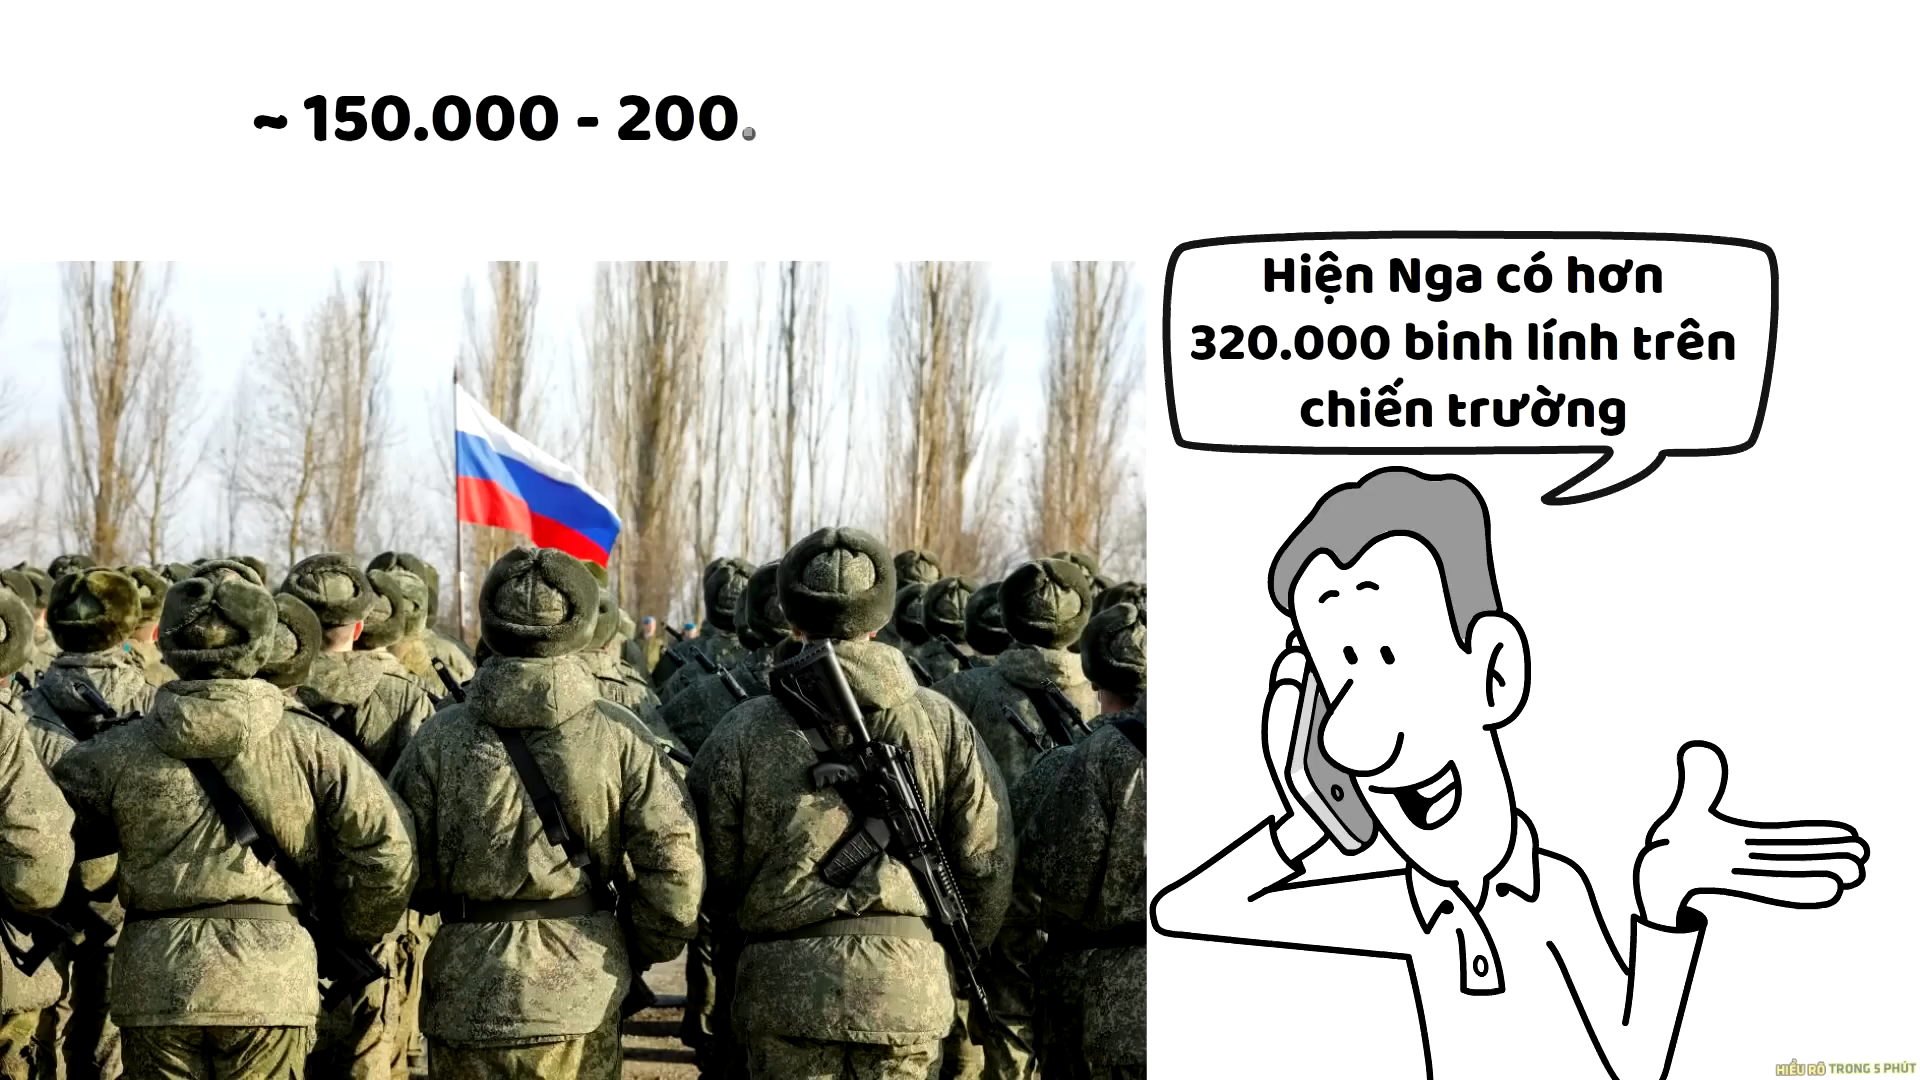 ~ 150.000 - 200.
Hiện Nga có hơn
320.000 binh lính trên
chiến trường
HIỂU RÕ TRONG 5 PHÚT